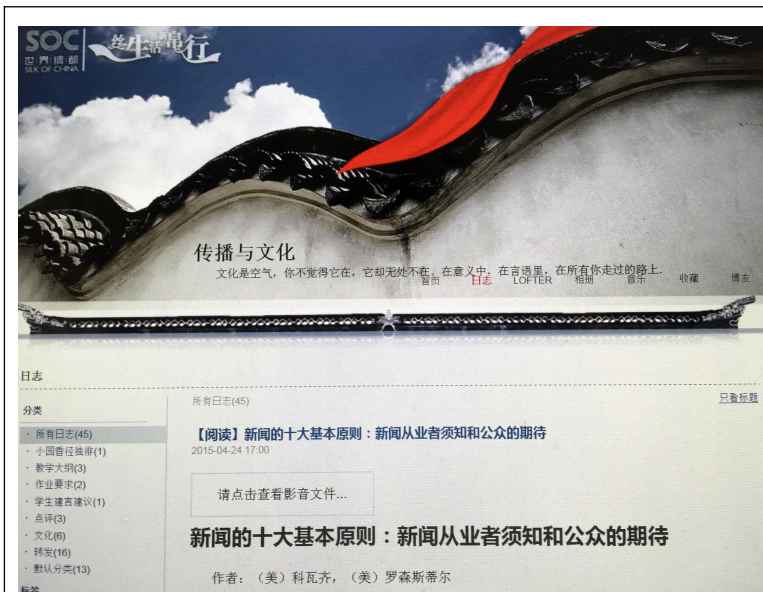 SOC
世界绸都
SILK OF CHINA
丝生活
行
传播与文化
文化是空气，你不觉得它在，它却无处不在。在意义中，在言语里，在所有你走过的路上.
首页 日志 LOFTER 相册 音乐 收藏 博友
日志
分类
· 所有日志(45)
· 小园香径独徘(1)
· 教学大纲(3)
· 作业要求(2)
· 学生建言建议(1)
· 点评(3)
· 文化(6)
· 转发(16)
· 默认分类(13)
标签
所有日志(45)
只看标题
【阅读】新闻的十大基本原则：新闻从业者须知和公众的期待
2015-04-24 17:00
请点击查看影音文件...
新闻的十大基本原则：新闻从业者须知和公众的期待
作者：（美）科瓦齐，（美）罗森斯蒂尔